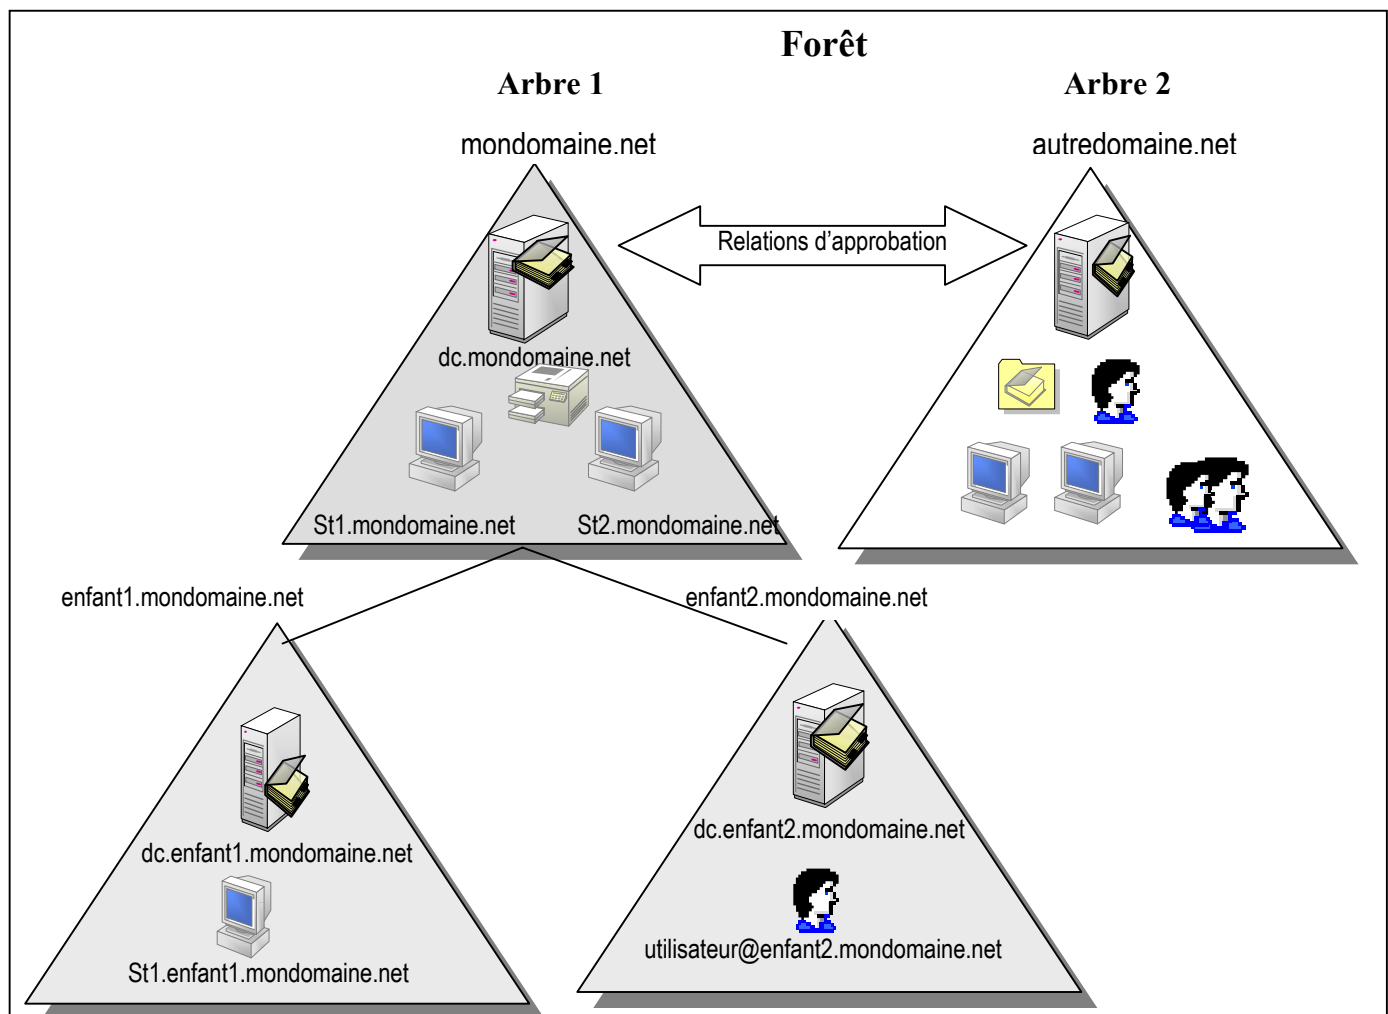 Forêt
Arbre 1
Arbre 2
mondomaine.net
autredomaine.net
Relations d’approbation
dc.mondomaine.net
St1.mondomaine.net
St2.mondomaine.net
enfant1.mondomaine.net
enfant2.mondomaine.net
dc.enfant1.mondomaine.net
dc.enfant2.mondomaine.net
St1.enfant1.mondomaine.net
utilisateur@enfant2.mondomaine.net